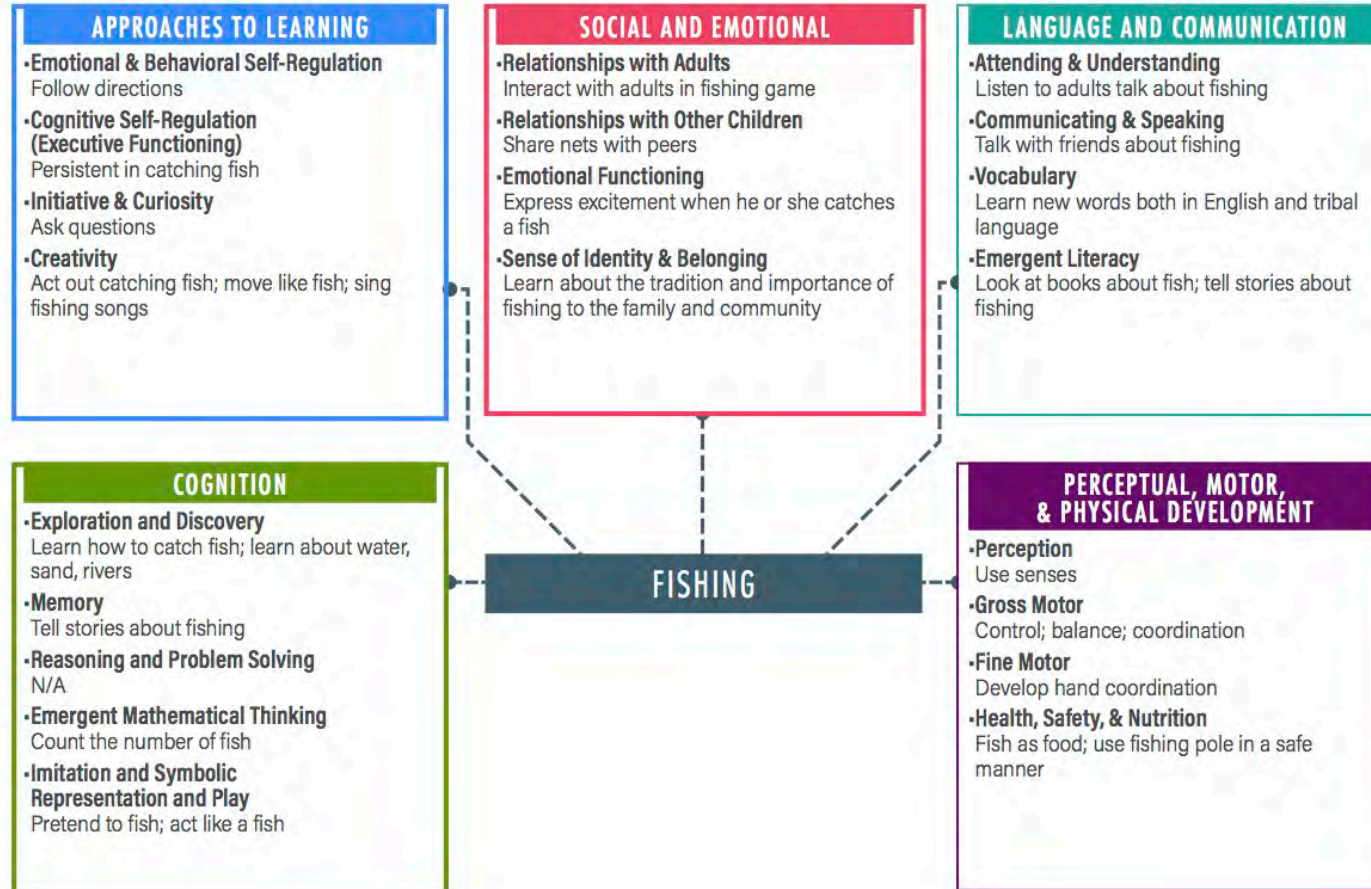 APPROACHES TO LEARNING
•Emotional & Behavioral Self-Regulation
Follow directions
•Cognitive Self-Regulation
(Executive Functioning)
Persistent in catching fish
•Initiative & Curiosity
Ask questions
•Creativity
Act out catching fish; move like fish; sing
fishing songs
SOCIAL AND EMOTIONAL
•Relationships with Adults
Interact with adults in fishing game
•Relationships with Other Children
Share nets with peers
•Emotional Functioning
Express excitement when he or she catches
a fish
•Sense of Identity & Belonging
Learn about the tradition and importance of
fishing to the family and community
LANGUAGE AND COMMUNICATION
•Attending & Understanding
Listen to adults talk about fishing
•Communicating & Speaking
Talk with friends about fishing
•Vocabulary
Learn new words both in English and tribal
language
•Emergent Literacy
Look at books about fish; tell stories about
fishing
COGNITION
•Exploration and Discovery
Learn how to catch fish; learn about water,
sand, rivers
•Memory
Tell stories about fishing
•Reasoning and Problem Solving
N/A
•Emergent Mathematical Thinking
Count the number of fish
•Imitation and Symbolic
Representation and Play
Pretend to fish; act like a fish
FISHING
PERCEPTUAL, MOTOR,
& PHYSICAL DEVELOPMENT
•Perception
Use senses
•Gross Motor
Control; balance; coordination
•Fine Motor
Develop hand coordination
•Health, Safety, & Nutrition
Fish as food; use fishing pole in a safe
manner